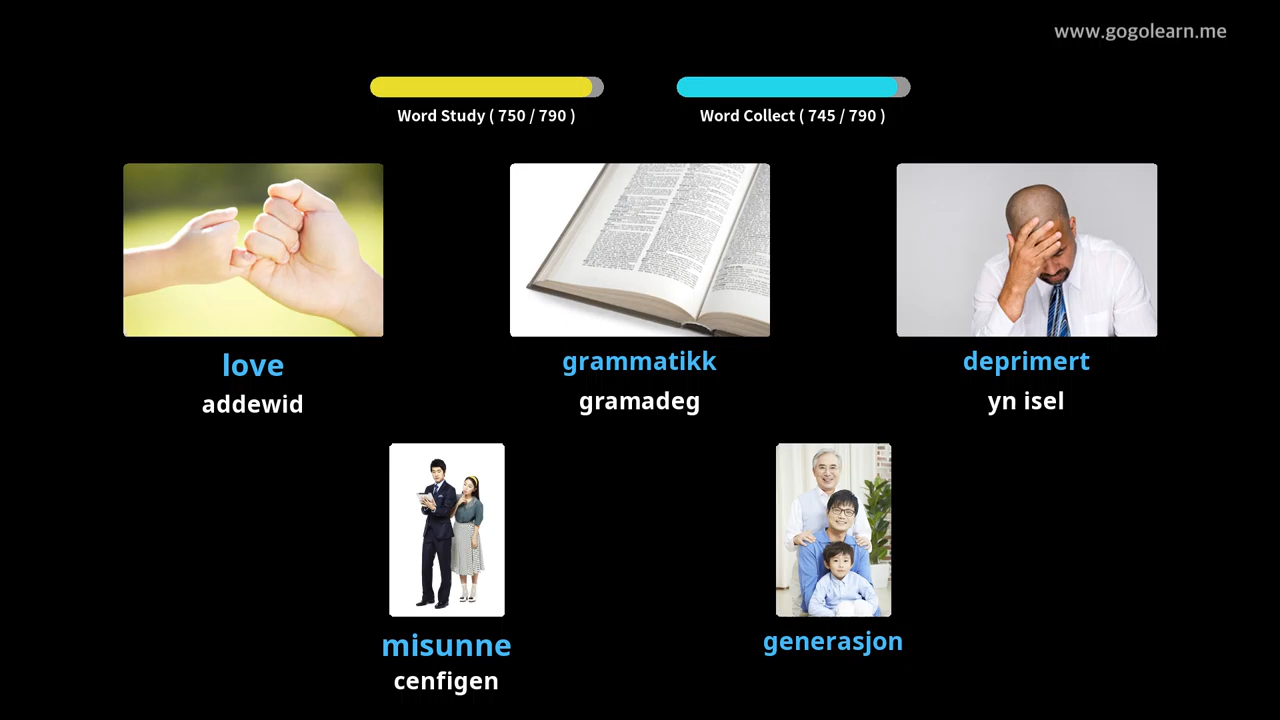 www.gogolearn.me
Word Study ( 750 / 790 )
Word Collect ( 745 / 790 )
love
addewid
grammatikk
gramadeg
deprimert
yn isel
misunne
cenfigen
generasjon